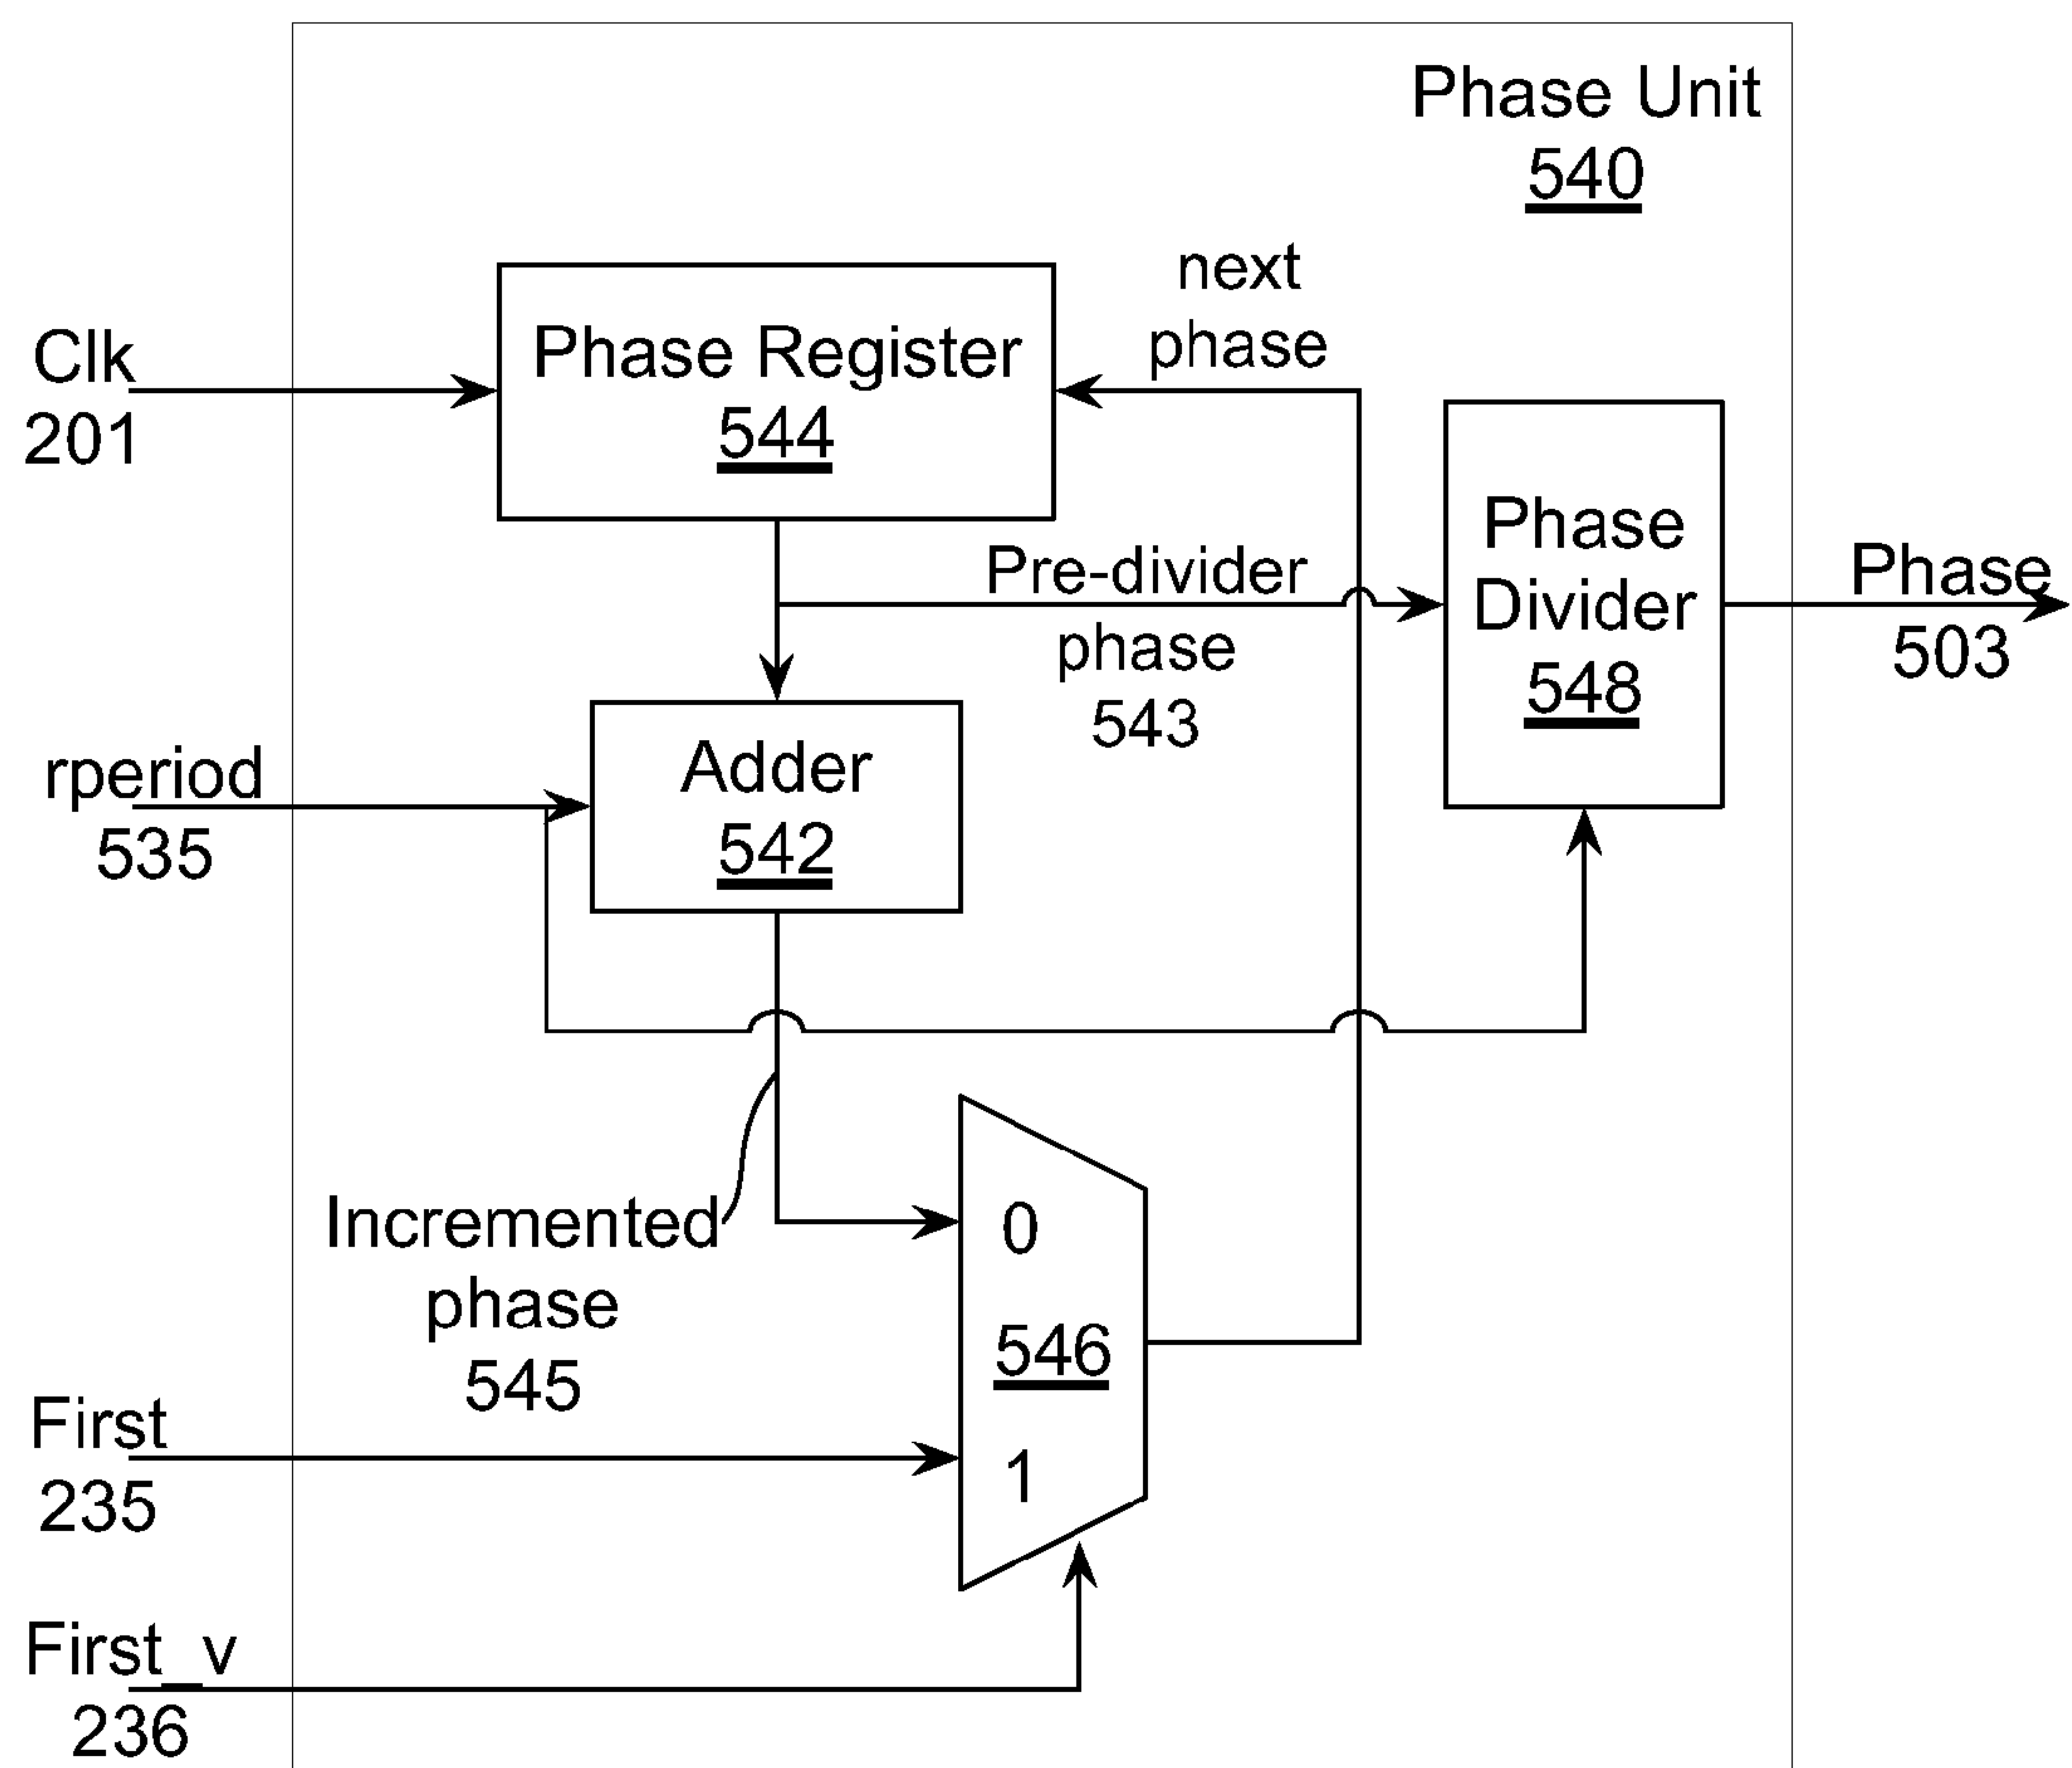 Phase Unit
540
next
phase
Clk
201
Phase Register
544
Pre-divider
phase
543
Phase
Divider
548
Phase
503
rperiod
535
Adder
542
Incremented
phase
545
0
546
1
First
235
First_v
236